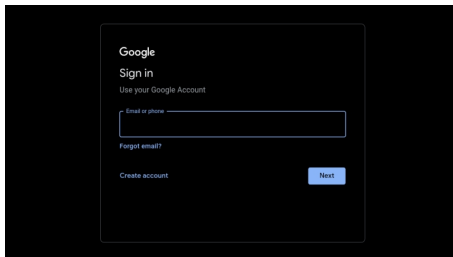 Google
Sign in
Use your Google Account
Email or phone
Forgot email?
Create account
Next